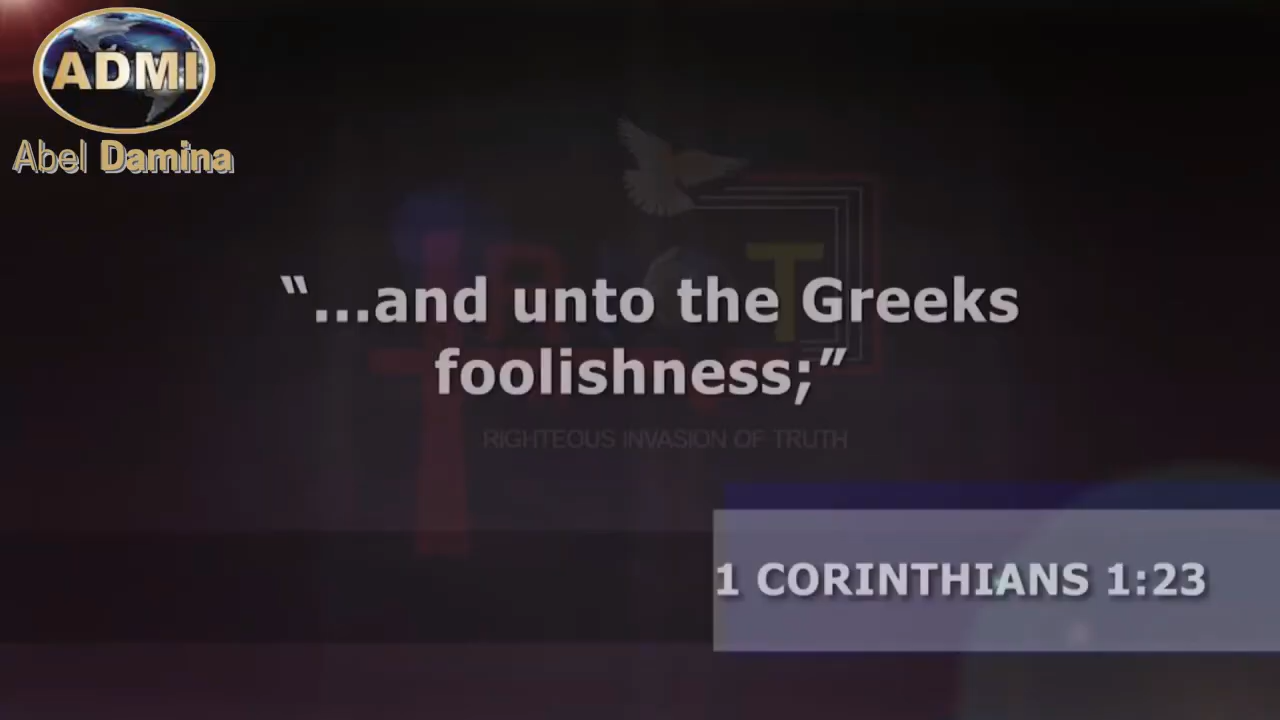 ADMI
Abel Damina
“...and unto the Greeks
foolishness;”
RIGHTEOUS INVASION OF TRUTH
1 CORINTHIANS 1:23